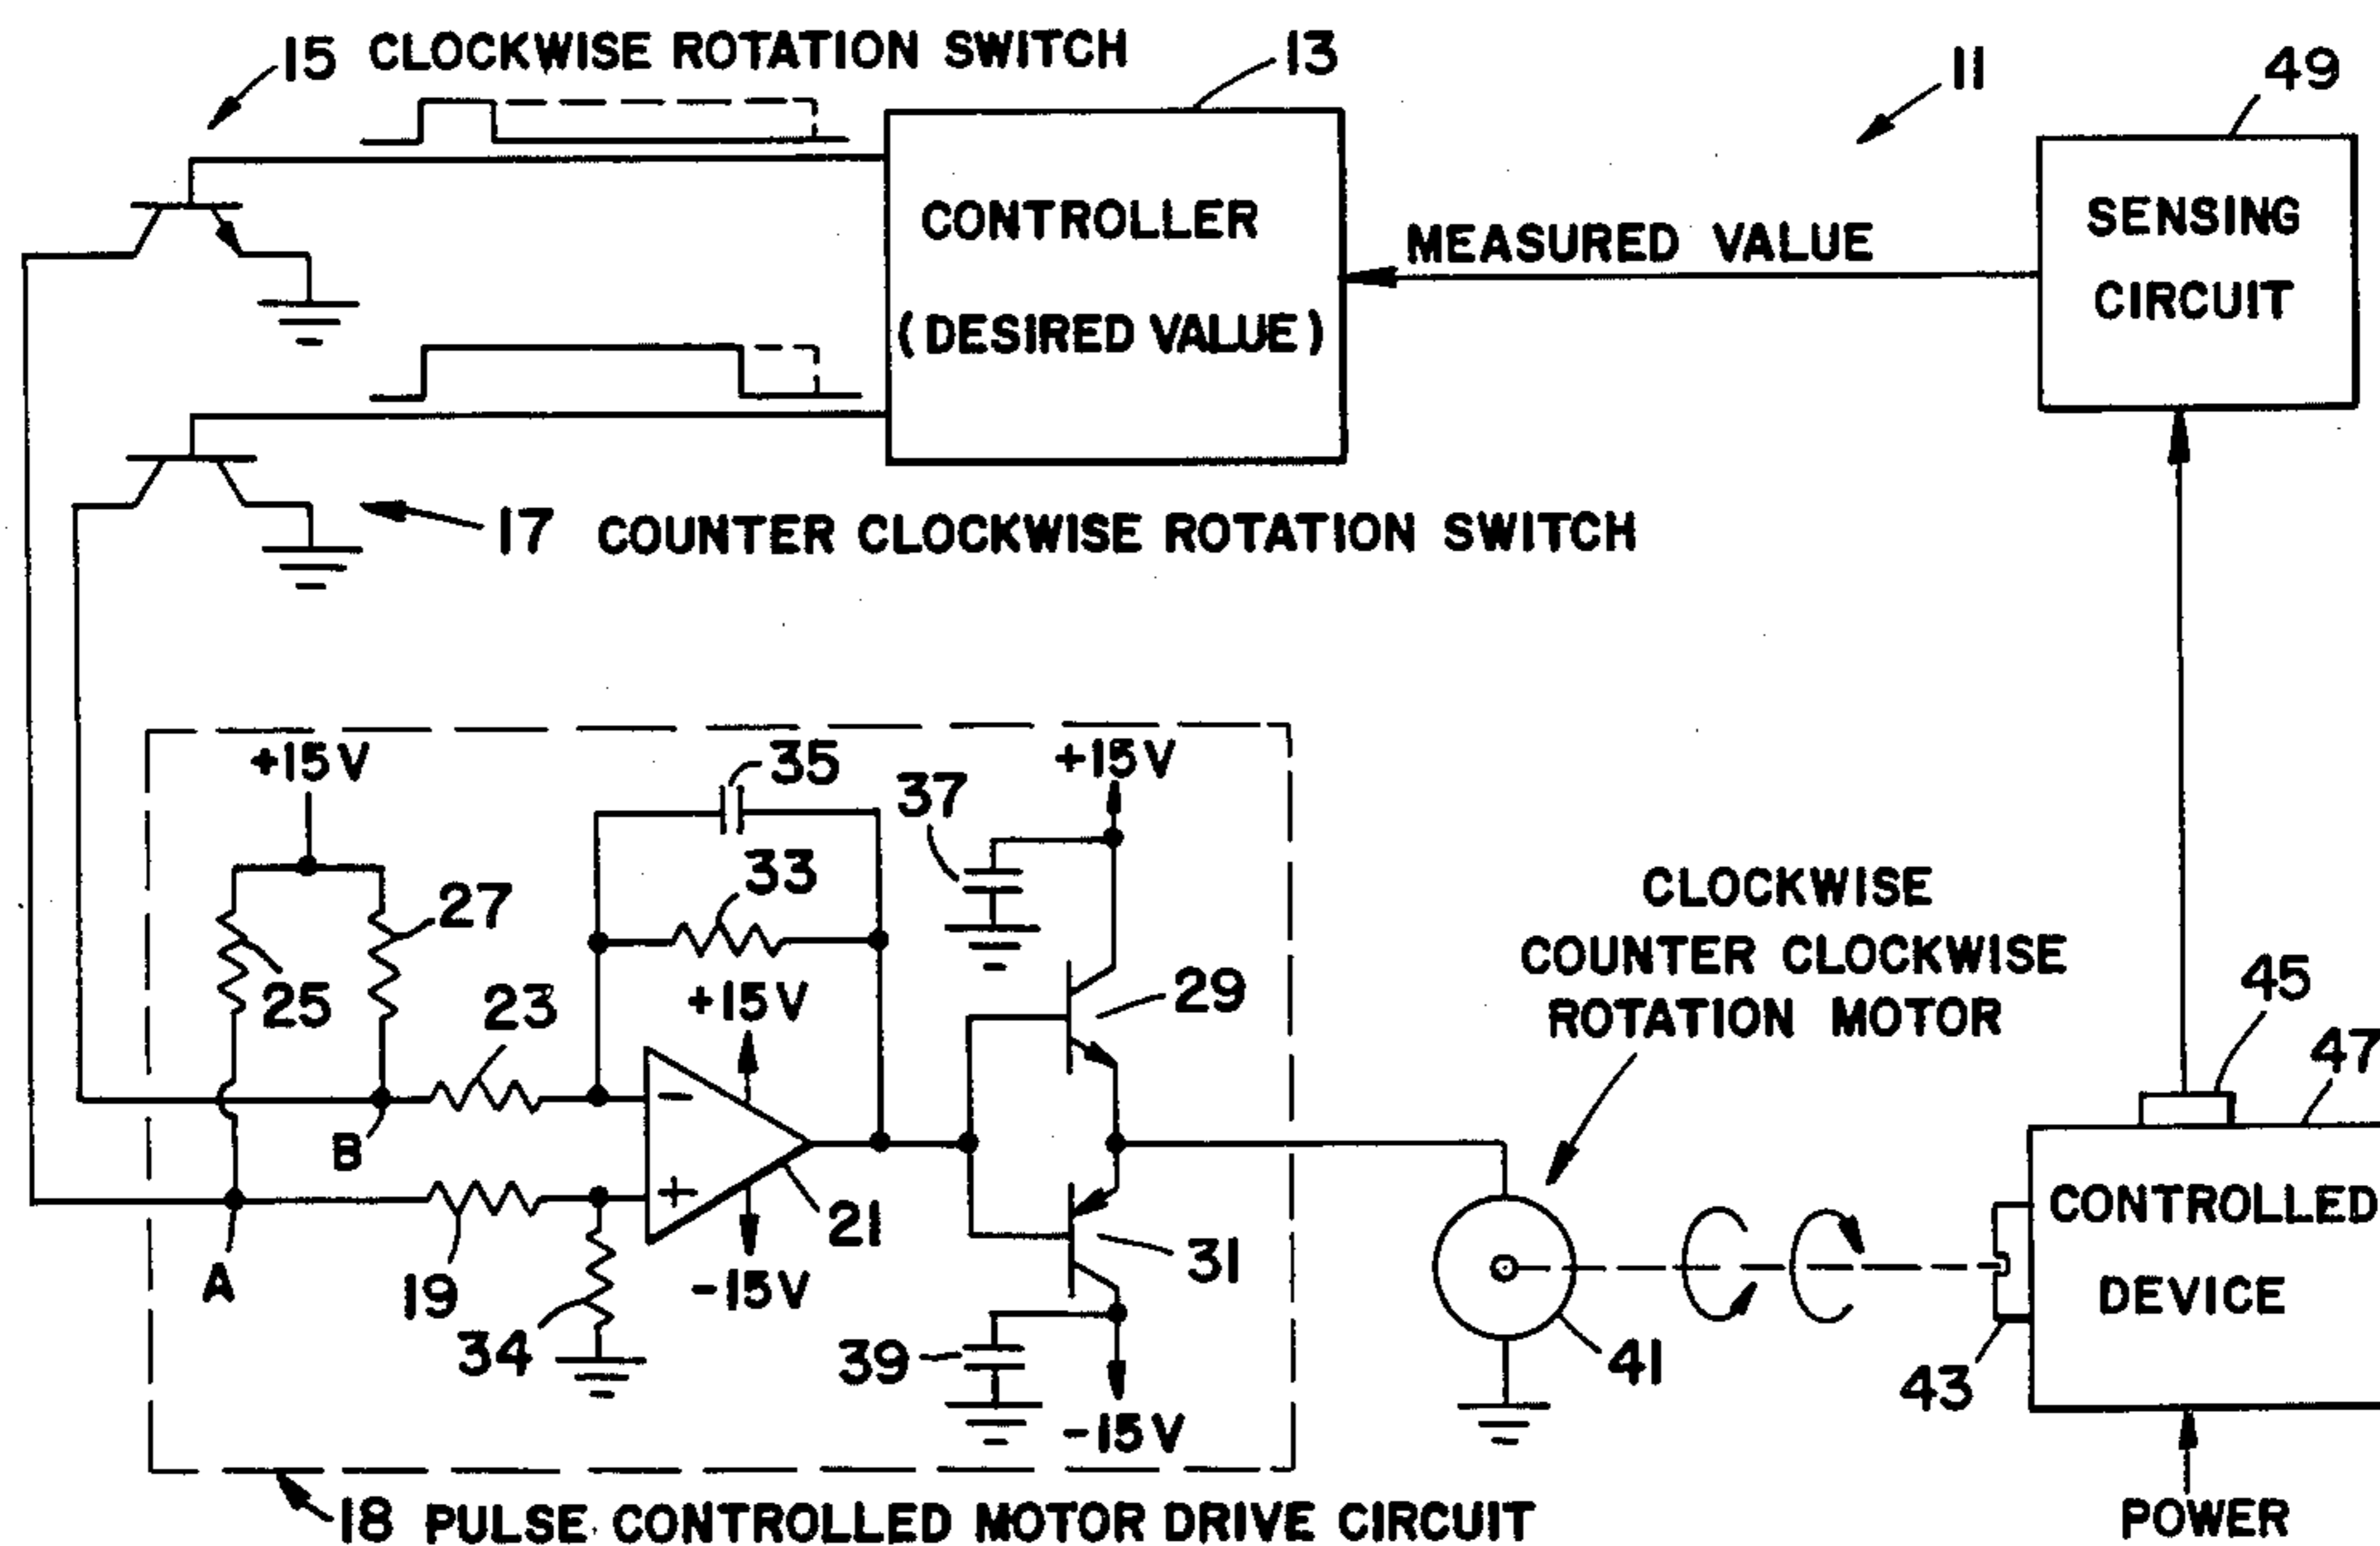 15 CLOCKWISE ROTATION SWITCH
13
11
49
CONTROLLER
(DESIRED VALUE)
MEASURED VALUE
SENSING
CIRCUIT
17 COUNTER CLOCKWISE ROTATION SWITCH
+15V
35
37
+15V
33
27
25
23
+15V
29
CLOCKWISE
COUNTER CLOCKWISE
ROTATION MOTOR
45
47
B
-
+
21
A
19
34
-15V
31
39
-15V
41
43
CONTROLLED
DEVICE
POWER
18 PULSE CONTROLLED MOTOR DRIVE CIRCUIT